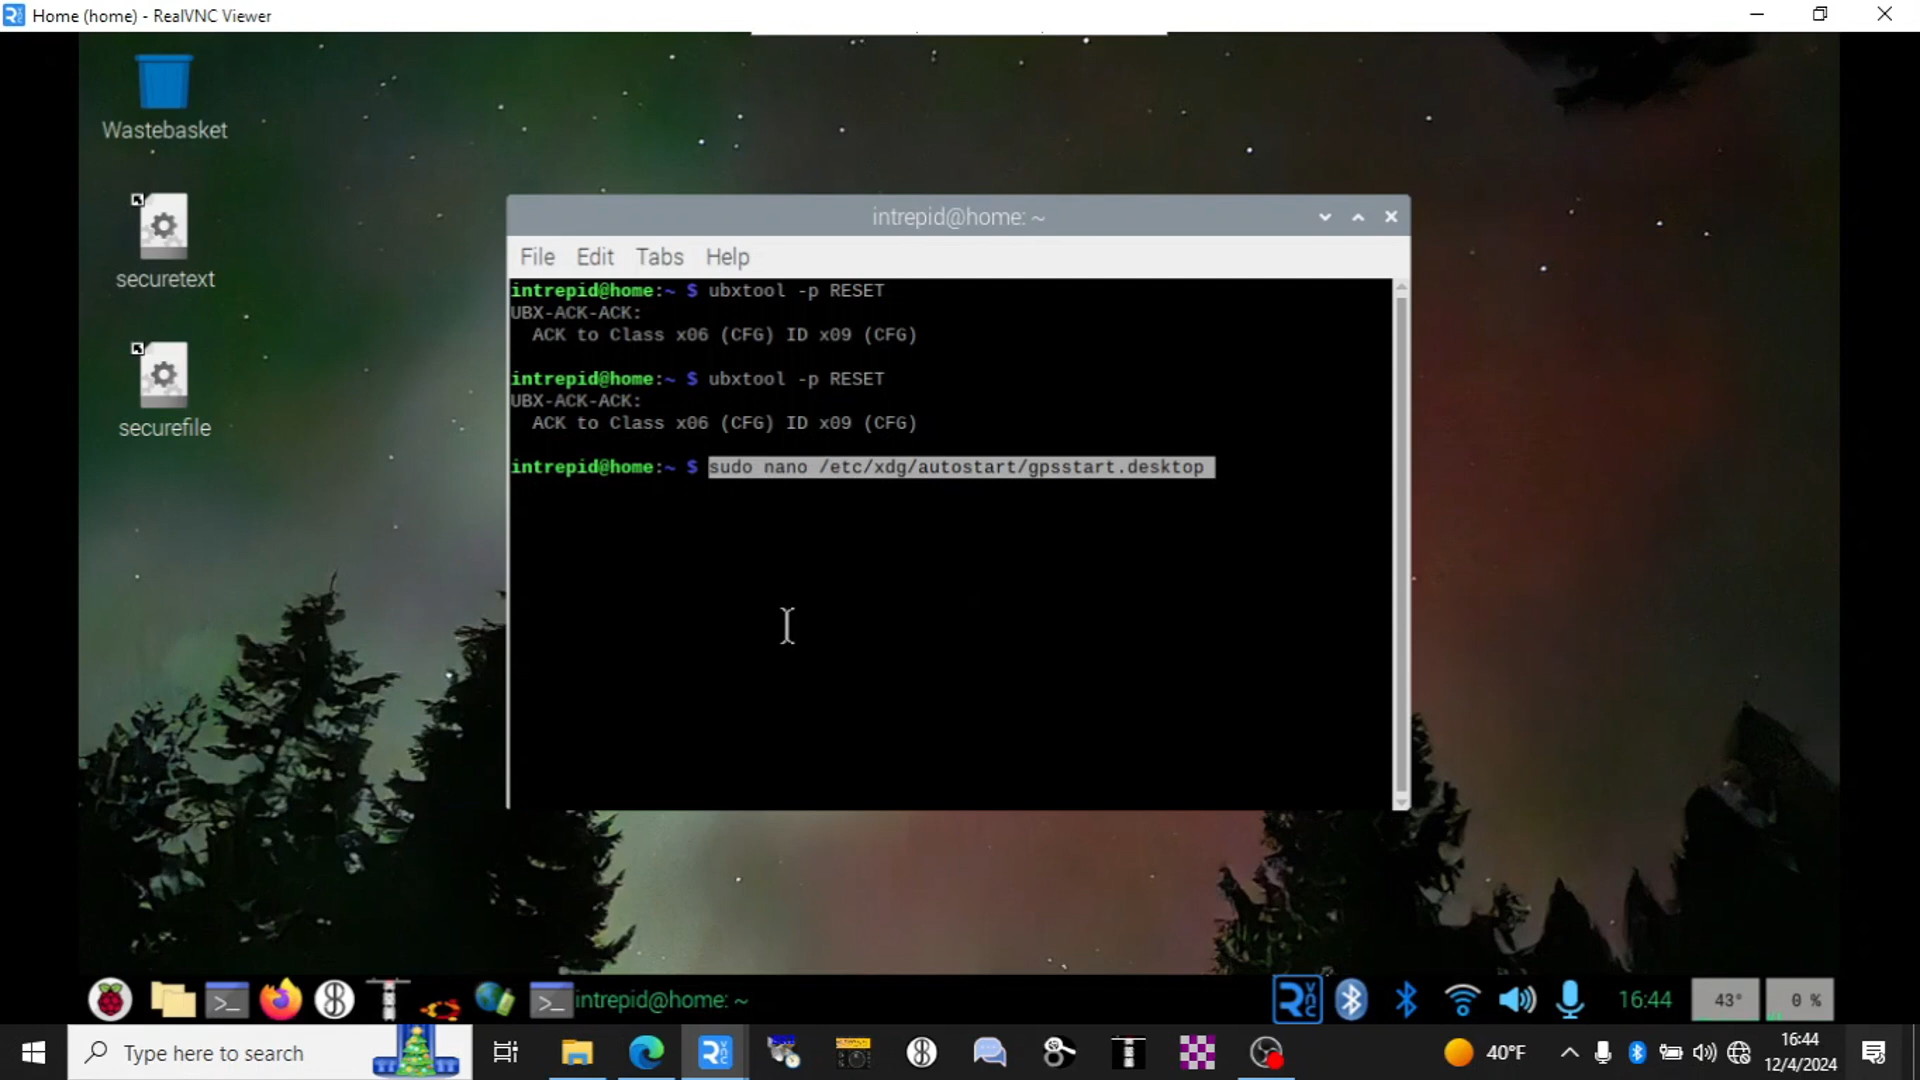 Home (home) - RealVNC Viewer
Wastebasket
securetext
securefile
intrepid@home: ~
File Edit Tabs Help
intrepid@home:~ $ ubxtool -p RESET
UBX-ACK-ACK:
ACK to Class x06 (CFG) ID x09 (CFG)
intrepid@home:~ $ ubxtool -p RESET
UBX-ACK-ACK:
ACK to Class x06 (CFG) ID x09 (CFG)
intrepid@home:~ $ sudo nano /etc/xdg/autostart/gpsstart.desktop
intrepid@home: ~
16:44
43°
0 %
Type here to search
40°F
16:44
12/4/2024